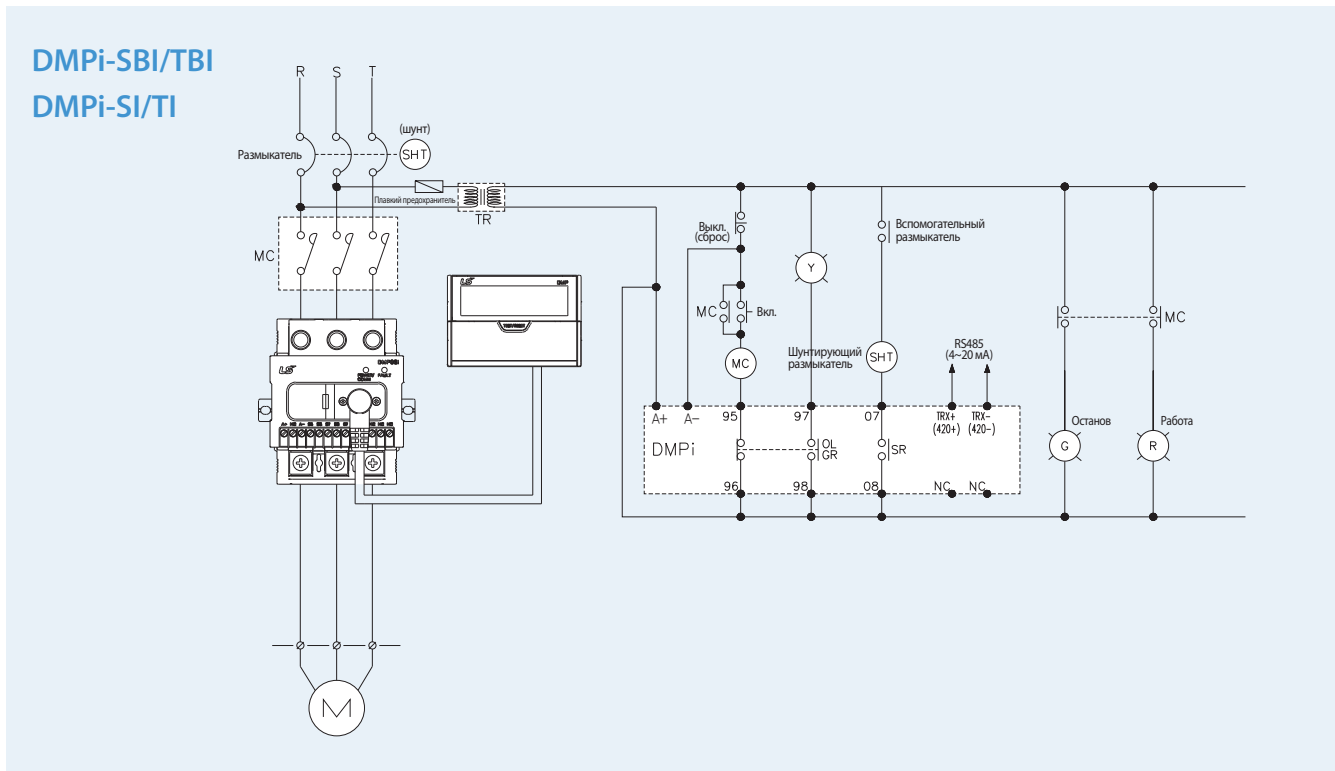 DMPi-SBI/TBI
DMPi-SI/TI
R S T
(шунт)
Размыкатель
SHT
Плавкий предохранитель
TR
MC
LS
DMP
LS
FAULT
A+ A-
M
Выкл.
(сброс)
MC
Вкл.
MC
Y
Вспомогательный
размыкатель
Шунтирующий
размыкатель
SHT
RS485
(4~20 мА)
A+ A- 95 97 07 TRX+ TRX-
(420+) (420-)
DMPi
OL
GR
SR
96 98 08 NC NC
MC
Останов
G
Работа
R